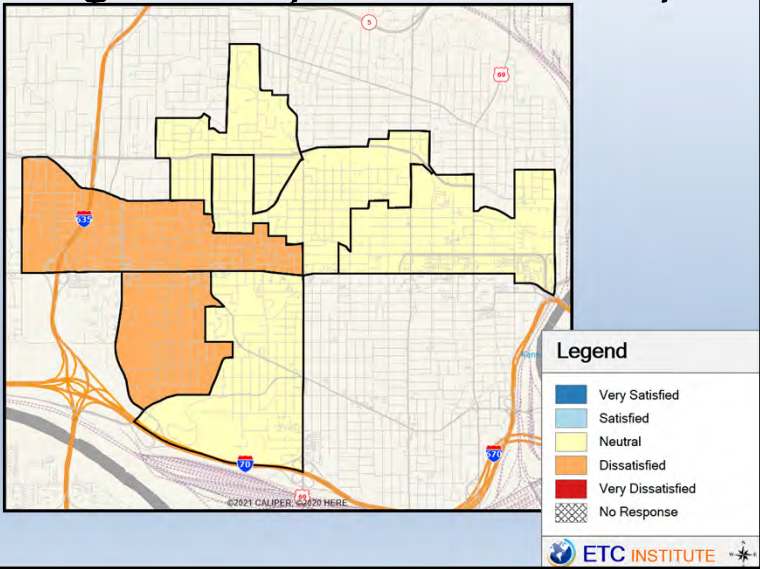 5
69
635
Legend
Very Satisfied
Satisfied
Neutral
Dissatisfied
Very Dissatisfied
No Response
670
70
69
©2021 CALIPER; ©2020 HERE
ETC INSTITUTE